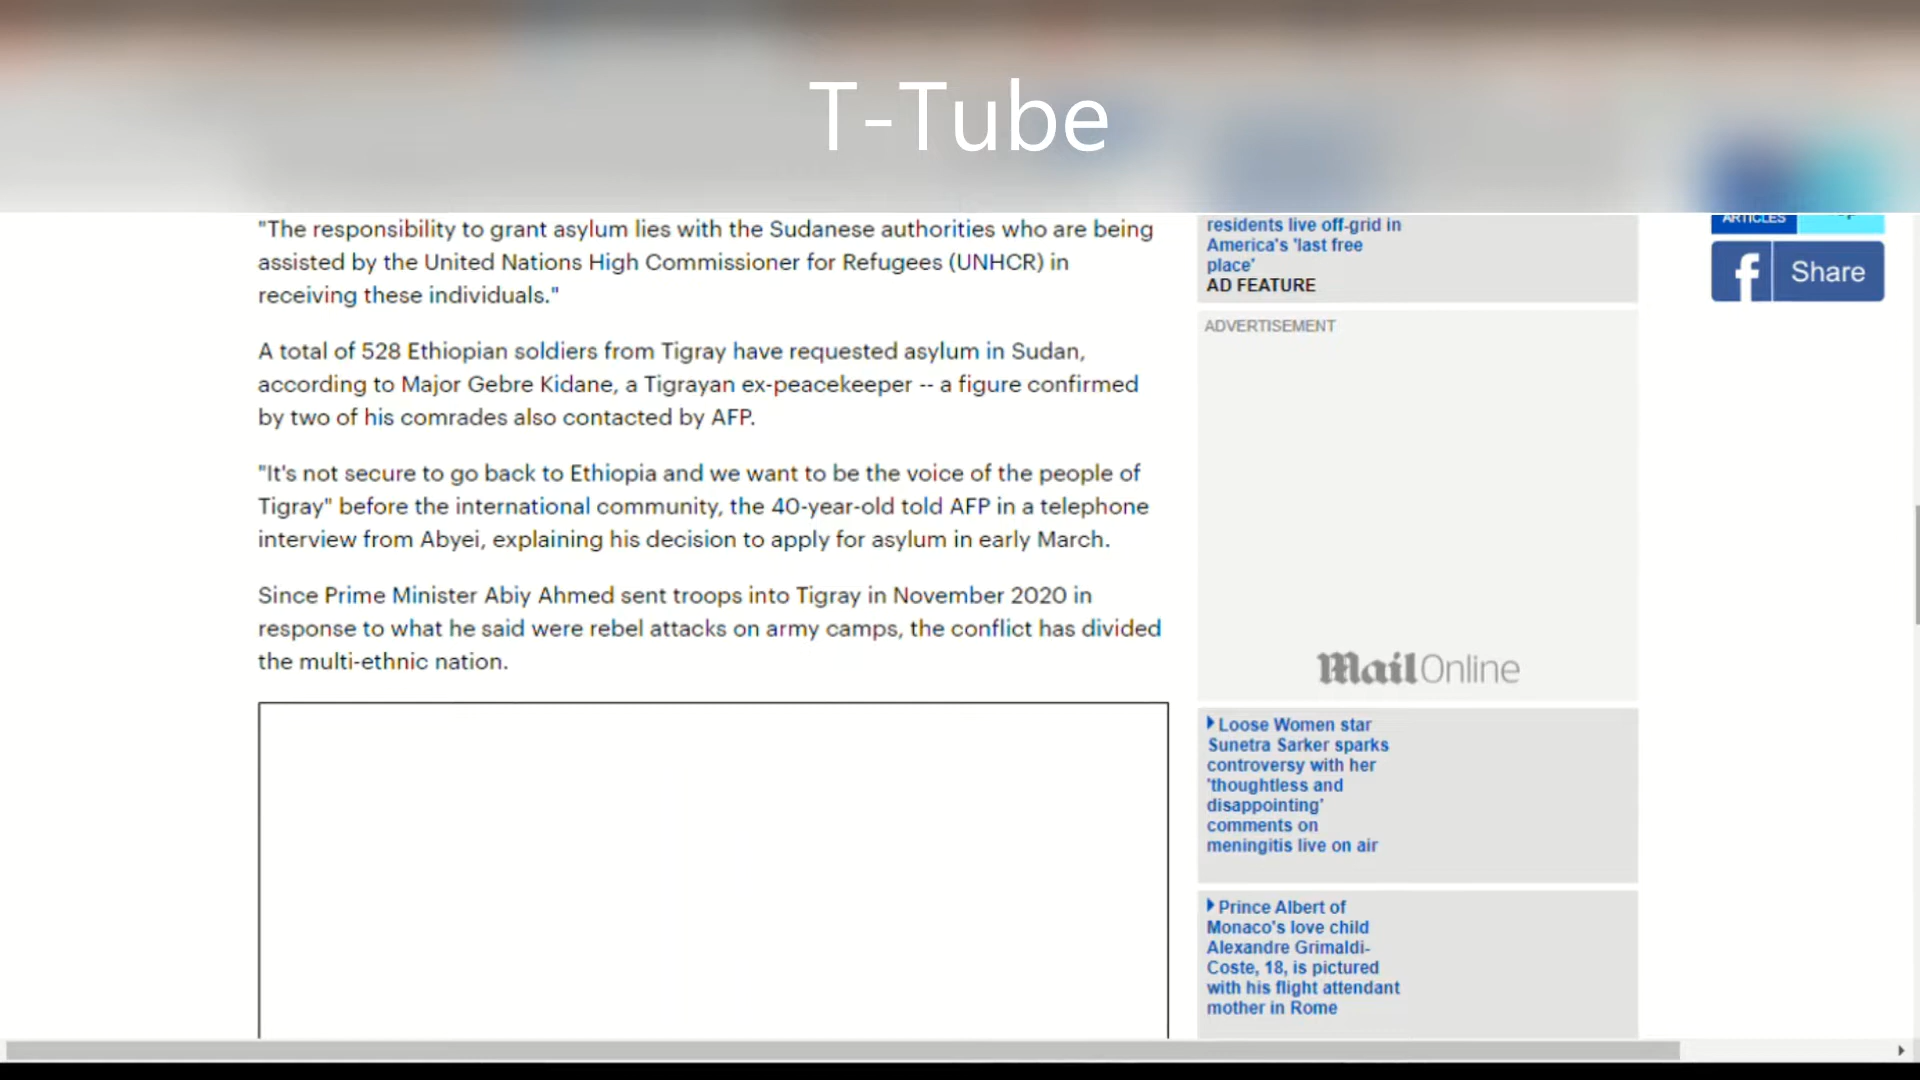 T-Tube
"The responsibility to grant asylum lies with the Sudanese authorities who are being
assisted by the United Nations High Commissioner for Refugees (UNHCR) in
receiving these individuals."
A total of 528 Ethiopian soldiers from Tigray have requested asylum in Sudan,
according to Major Gebre Kidane, a Tigrayan ex-peacekeeper -- a figure confirmed
by two of his comrades also contacted by AFP.
"It's not secure to go back to Ethiopia and we want to be the voice of the people of
Tigray" before the international community, the 40-year-old told AFP in a telephone
interview from Abyei, explaining his decision to apply for asylum in early March.
Since Prime Minister Abiy Ahmed sent troops into Tigray in November 2020 in
response to what he said were rebel attacks on army camps, the conflict has divided
the multi-ethnic nation.
residents live off-grid in
America's 'last free
place'
AD FEATURE
ADVERTISEMENT
Mail Online
Loose Women star
Sunetra Sarker sparks
controversy with her
'thoughtless and
disappointing'
comments on
meningitis live on air
Prince Albert of
Monaco's love child
Alexandre Grimaldi-
Coste, 18, is pictured
with his flight attendant
mother in Rome
ARTICLES
Share